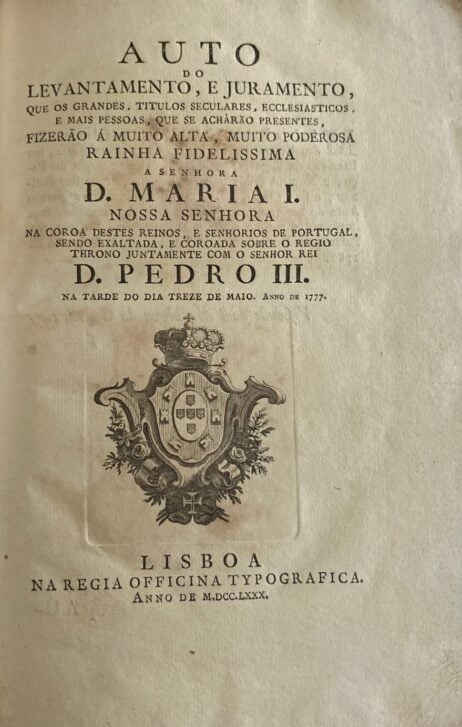 AUTO
DO
LEVANTAMENTO, E JURAMENTO,
QUE OS GRANDES, TITULOS SECULARES, ECCLESIASTICOS,
E MAIS PESSOAS, QUE SE ACHÁRÃO PRESENTES,
FIZERÃO Á MUITO ALTA, MUITO PODEROSA
RAINHA FIDELISSIMA
A SENHORA
D. MARIA I.
NOSSA SENHORA
NA COROA DESTES REINOS, E SENHORIOS DE PORTUGAL,
SENDO EXALTADA, E COROADA SOBRE O REGIO
THRONO JUNTAMENTE COM O SENHOR REI
D. PEDRO III.
NA TARDE DO DIA TREZE DE MAIO. ANNO DE 1777.
LISBOA
NA REGIA OFFICINA TYPOGRAFICA.
ANNO DE M.DCC.LXXX.